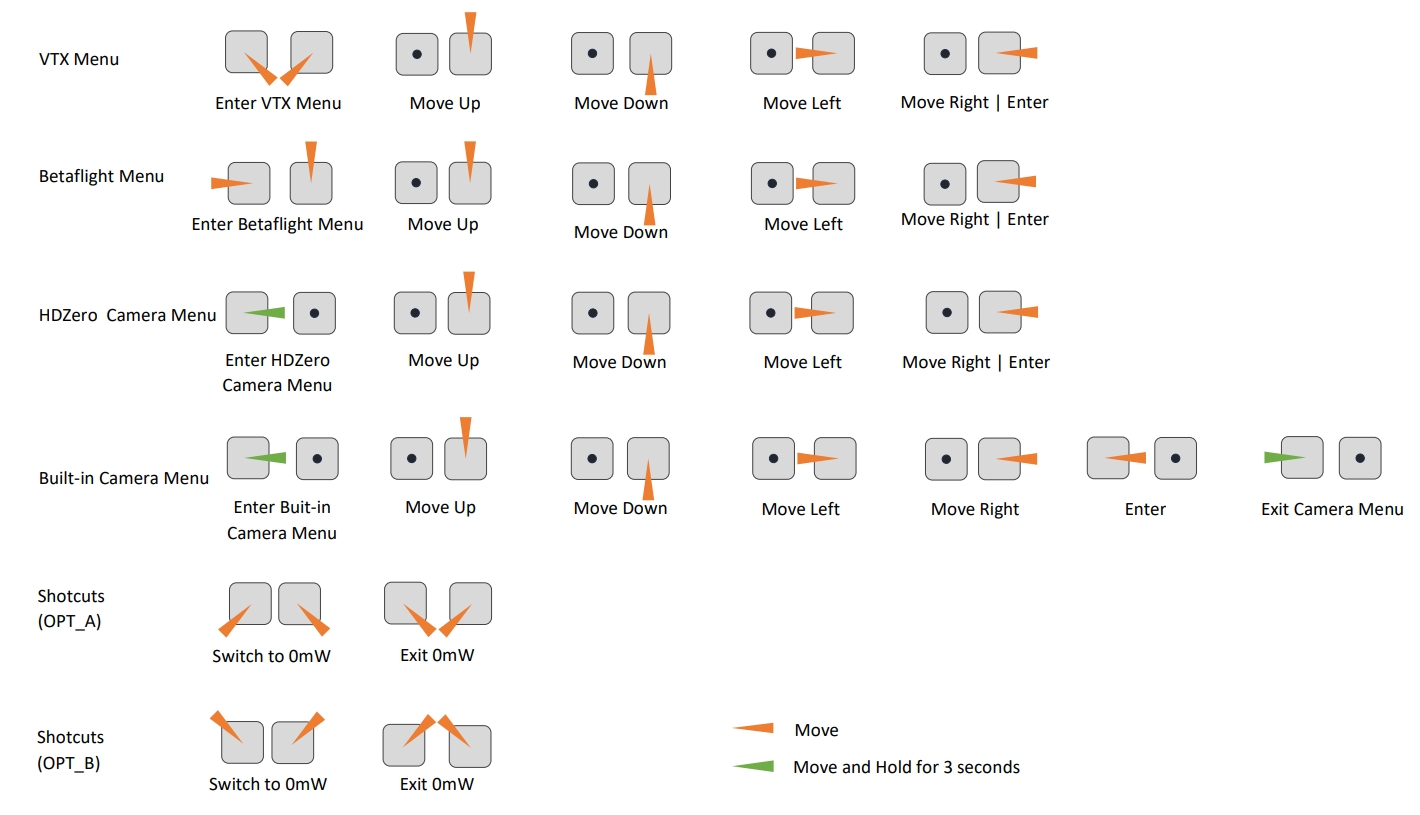 VTX Menu
Enter VTX Menu
Move Up
Move Down
Move Left
Move Right | Enter
Betaflight Menu
Enter Betaflight Menu
Move Up
Move Down
Move Left
Move Right | Enter
HDZero Camera Menu
Enter HDZero
Camera Menu
Move Up
Move Down
Move Left
Move Right | Enter
Built-in Camera Menu
Enter Buit-in
Camera Menu
Move Up
Move Down
Move Left
Move Right
Enter
Exit Camera Menu
Shotcuts
(OPT_A)
Switch to 0mW
Exit 0mW
Shotcuts
(OPT_B)
Switch to 0mW
Exit 0mW
Move
Move and Hold for 3 seconds